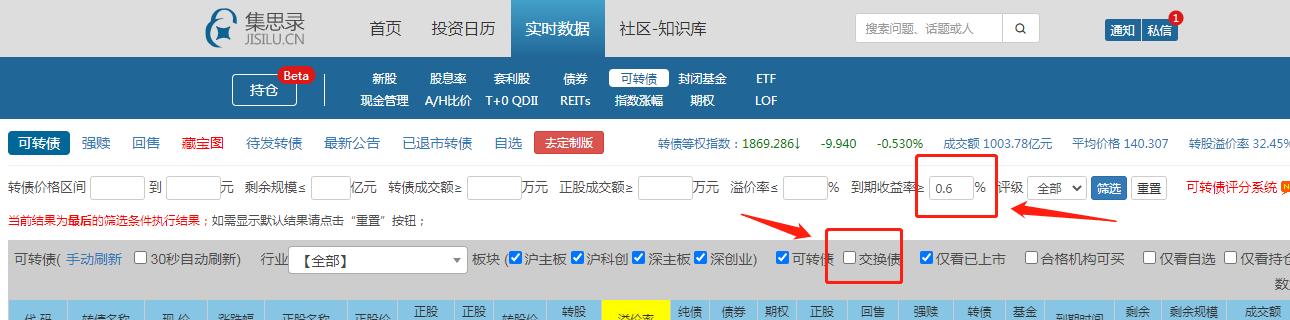 集思录
JISILU.CN
首页 投资日历 实时数据 社区-知识库 搜索问题、话题或人 通知 私信 1
持仓 Beta
新股 股息率 套利股 债券 可转债 封闭基金 ETF
现金管理 A/H比价 T+0 QDII REITs 指数涨幅 期权 LOF
可转债 强赎 回售 藏宝图 待发转债 最新公告 已退市转债 自选 去定制版 转债等权指数：1869.286↓ -9.940 -0.530% 成交额 1003.78亿元 平均价格 140.307 转股溢价率 32.45%
转债价格区间 到 元 剩余规模≤ 亿元 转债成交额≥ 万元 正股成交额≥ 万元 溢价率≤ % 到期收益率≥ 0.6 % 评级 全部 筛选 重置 可转债评分系统
当前结果为最后的筛选条件执行结果；如需显示默认结果请点击“重置”按钮；
可转债( 手动刷新 30秒自动刷新) 行业 【全部】 板块 (沪主板 沪科创 深主板 深创业) 可转债 交换债 仅看已上市 合格机构可买 仅看自选 仅看持仓
数
正股 正股 转股 纯债 债券 期权 正股 回售 强赎 转债 基金 剩余 剩余规模 成交额
代 码 转债名称 现 价 涨跌幅 正股名称 正股价 转股价 溢价率 到期时间